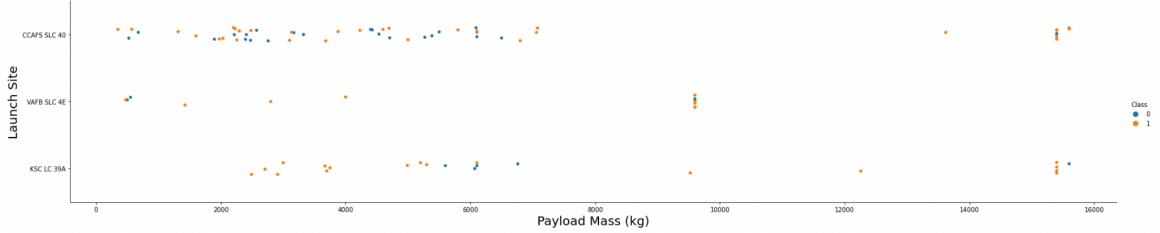 CCAFS SLC 40
VAFB SLC 4E
KSC LC 39A
Launch Site
0 2000 4000 6000 8000 10000 12000 14000 16000
Payload Mass (kg)
Class
0
1